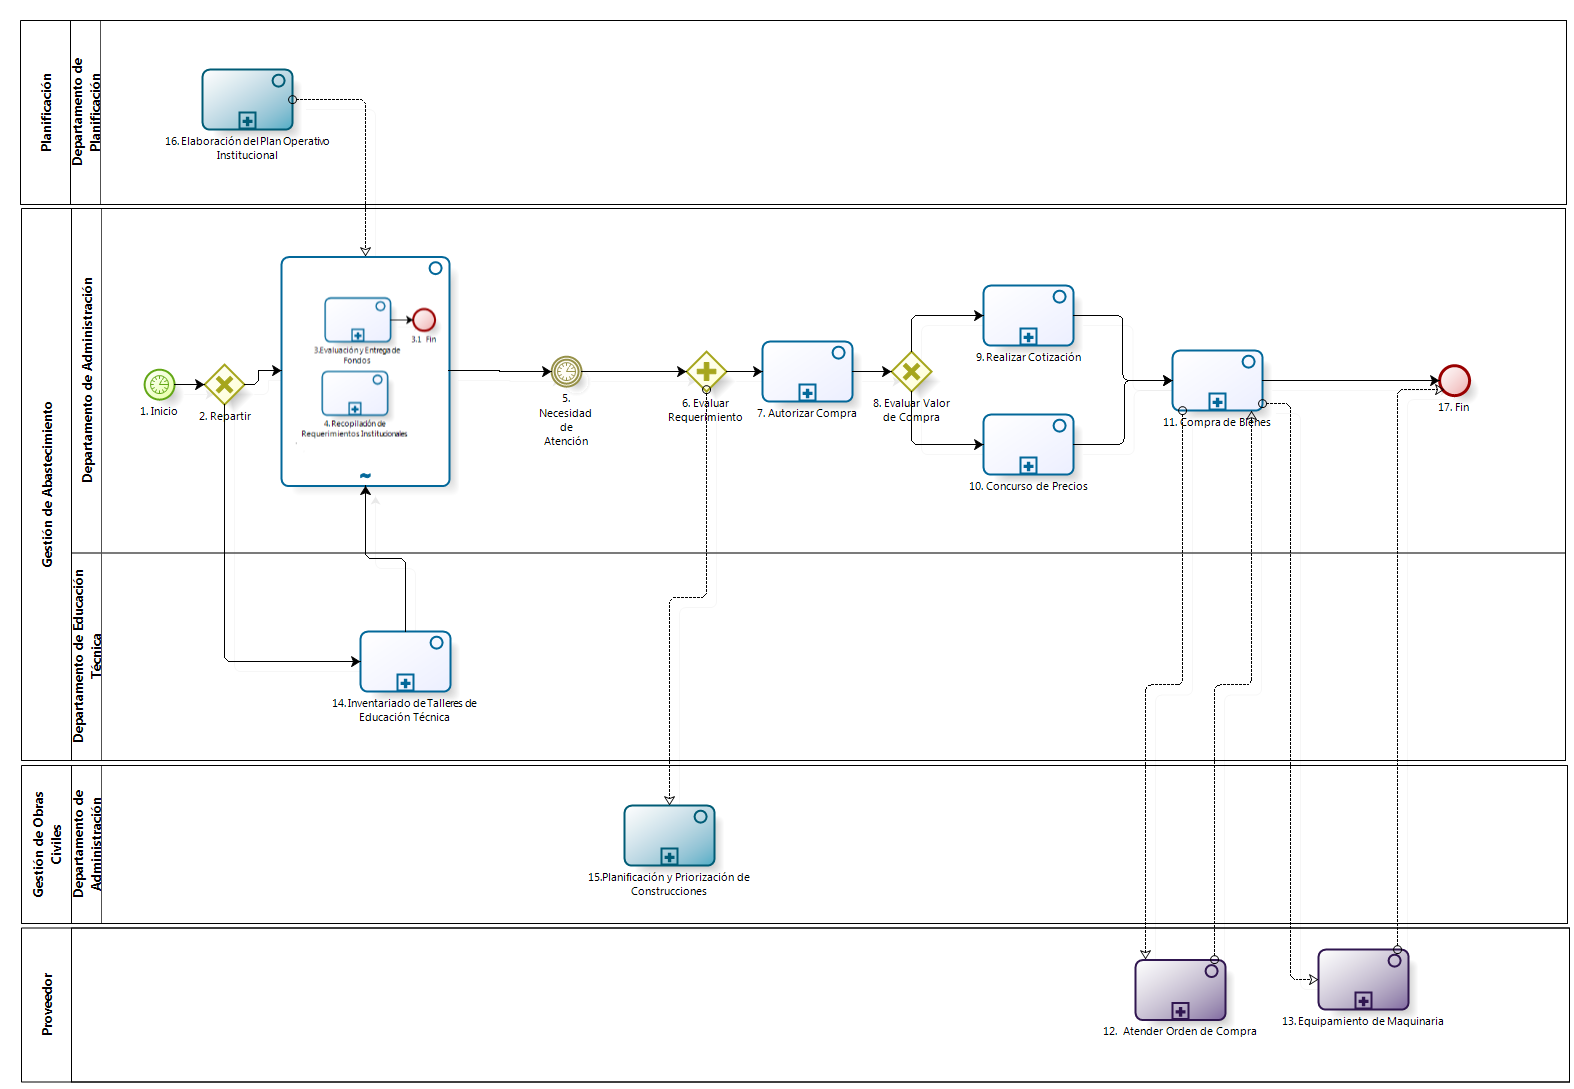 Planificación
Departamento de
Planificación
16. Elaboración del Plan Operativo
Institucional
Gestión de Abastecimiento
Departamento de Administración
1. Inicio
2. Repartir
3.Evaluación y Entrega de
Fondos
3.1 Fin
4. Recopilación de
Requerimientos Institucionales
5.
Necesidad
de
Atención
6. Evaluar
Requerimiento
7. Autorizar Compra
8. Evaluar Valor
de Compra
9. Realizar Cotización
10. Concurso de Precios
11. Compra de Bienes
17. Fin
Departamento de Educación
Técnica
14.Inventariado de Talleres de
Educación Técnica
Gestión de Obras
Civiles
Departamento de
Administración
15.Planificación y Priorización de
Construcciones
Proveedor
12. Atender Orden de Compra
13. Equipamiento de Maquinaria